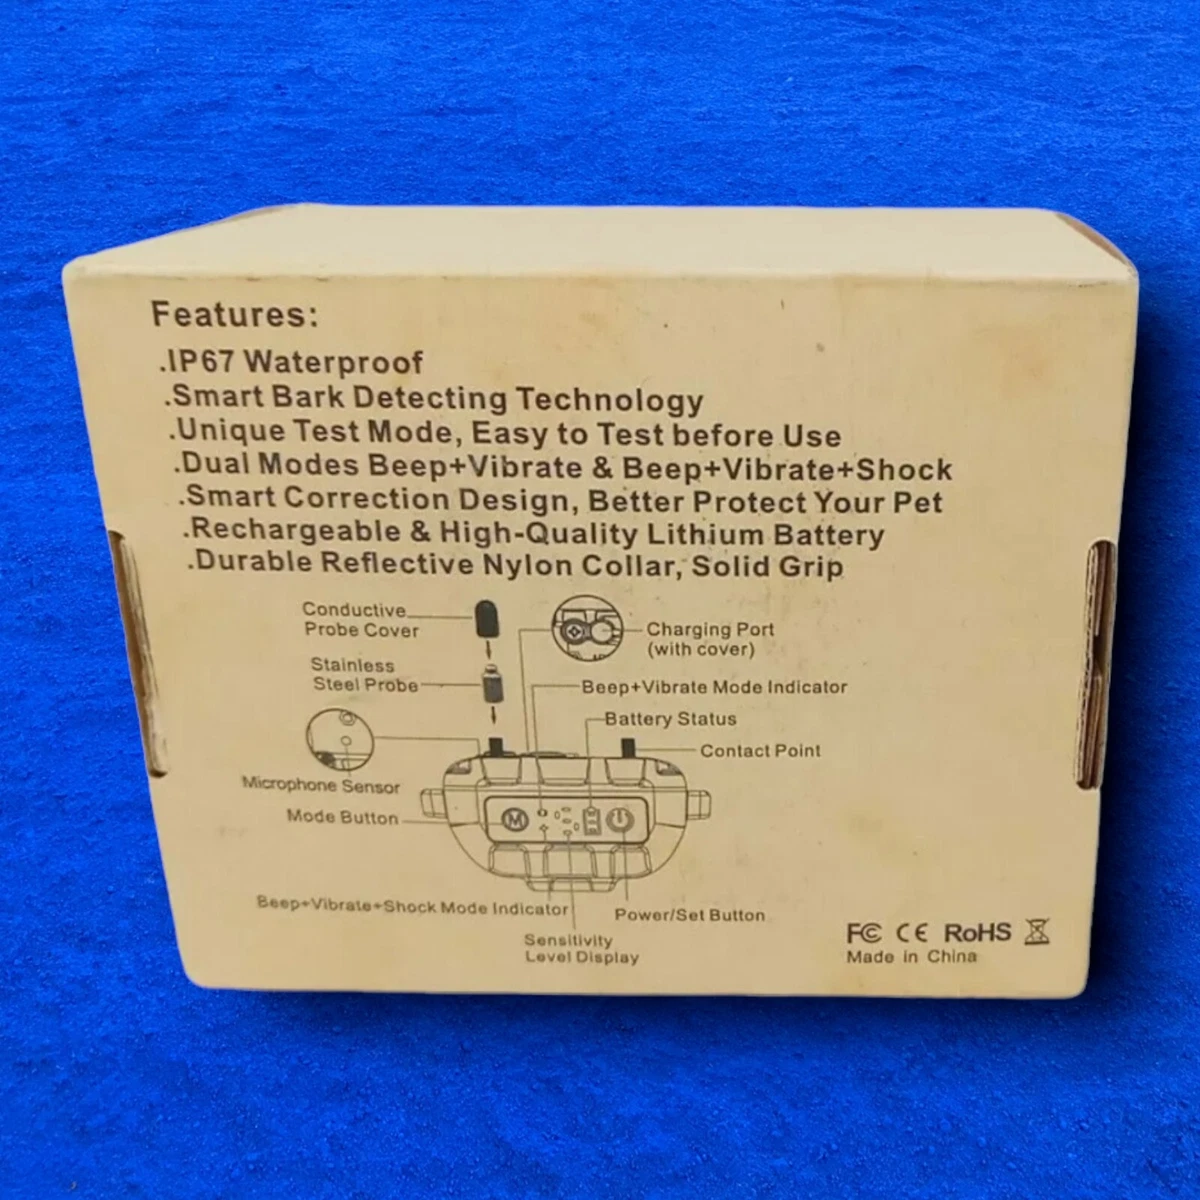 Features:
.IP67 Waterproof
.Smart Bark Detecting Technology
.Unique Test Mode, Easy to Test before Use
.Dual Modes Beep+Vibrate & Beep+Vibrate+Shock
.Smart Correction Design, Better Protect Your Pet
.Rechargeable & High-Quality Lithium Battery
.Durable Reflective Nylon Collar, Solid Grip
Conductive
Probe Cover
Charging Port
(with cover)
Stainless
Steel Probe
Beep+Vibrate Mode Indicator
Battery Status
Contact Point
Microphone Sensor
Mode Button
M
Beep+Vibrate+Shock Mode Indicator
Power/Set Button
Sensitivity
Level Display
FC CE RoHS
Made in China